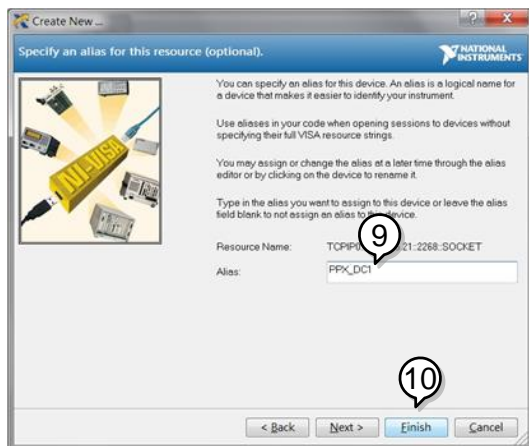 Create New ...
Specify an alias for this resource (optional).
NATIONAL
INSTRUMENTS
You can specify an alias for this device. An alias is a logical name for
a device that makes it easier to identify your instrument.
Use aliases in your code when opening sessions to devices without
specifying their full VISA resource strings.
You may assign or change the alias at a later time through the alias
editor or by clicking on the device to rename it.
Type in the alias you want to assign to this device or leave the alias
field blank to not assign an alias to this device.
NI-VISA
9
Resource Name: 21::2268::SOCKET
Alias: PPX_DC1
10
< Back Next > Finish Cancel